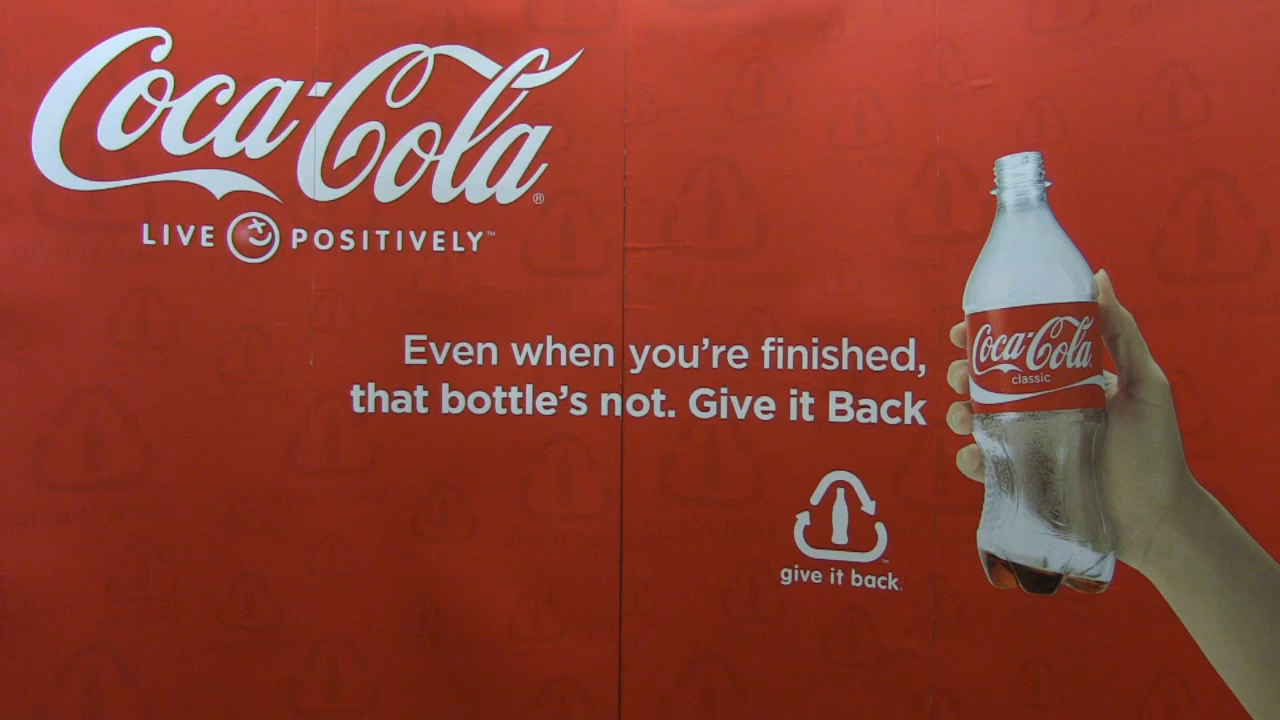 Coca-Cola®
LIVE POSITIVELY™
Even when you're finished,
that bottle's not. Give it Back
Coca-Cola
classic
give it back.